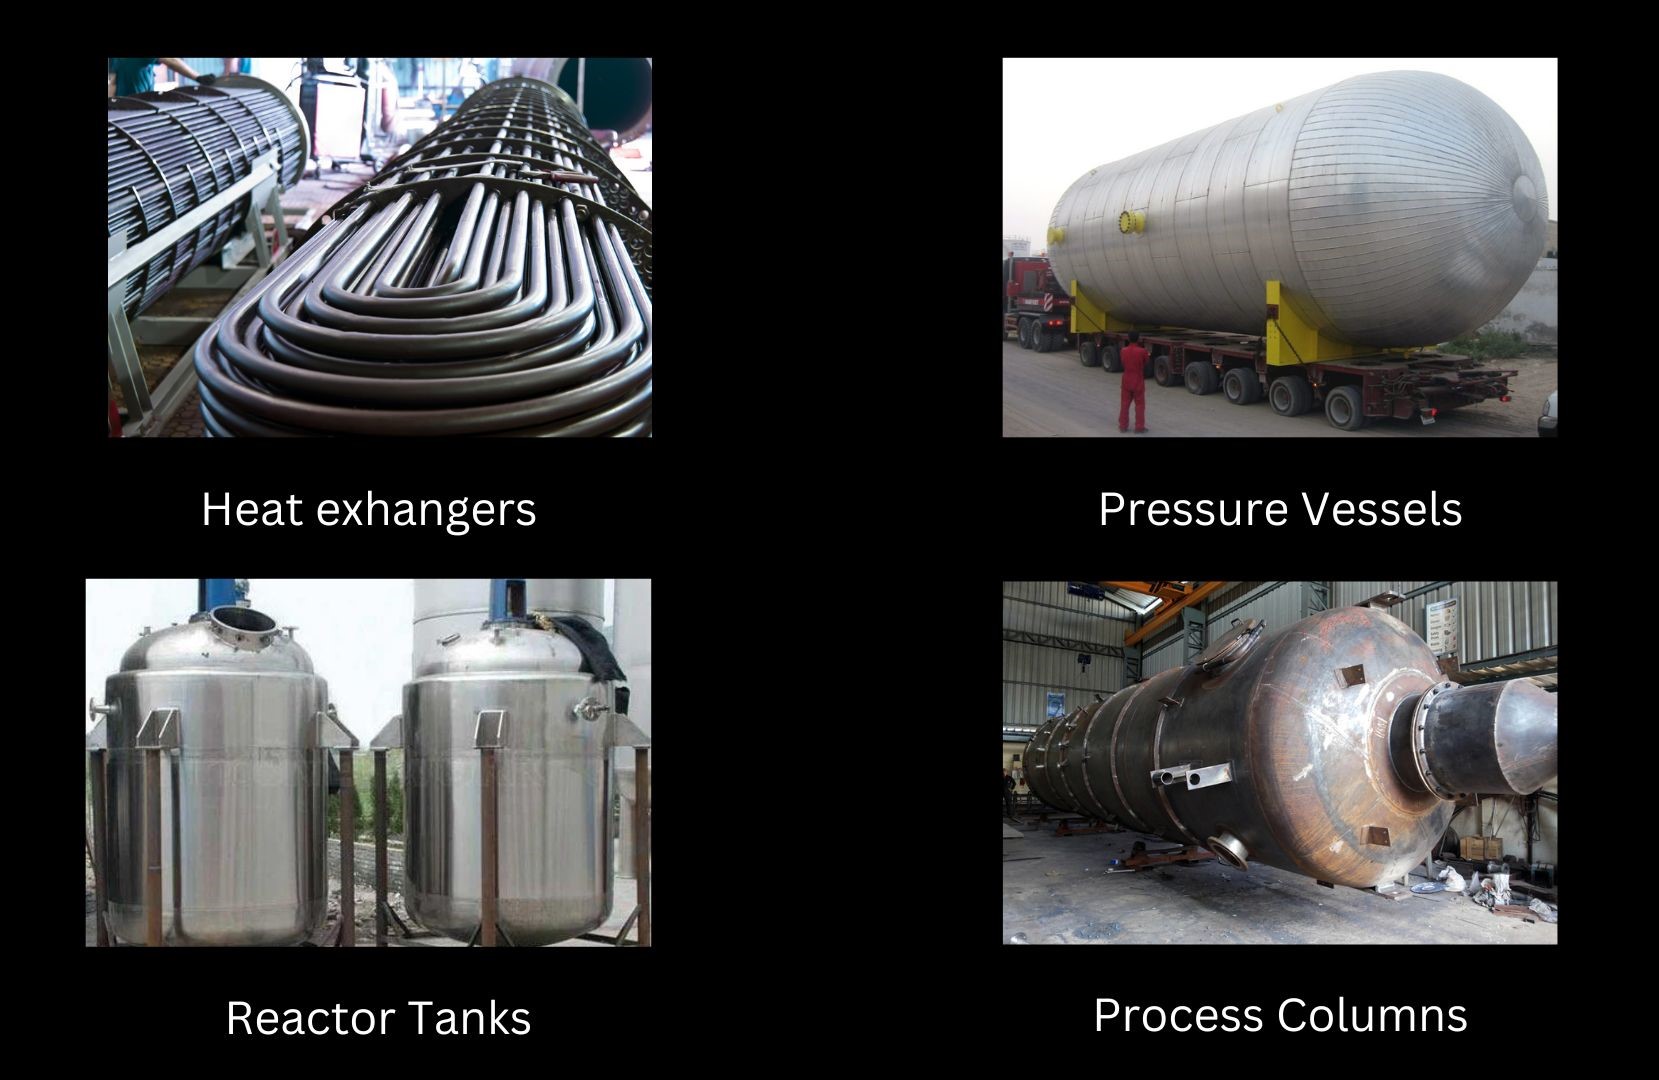 Heat exhangers
Pressure Vessels
Reactor Tanks
Process Columns